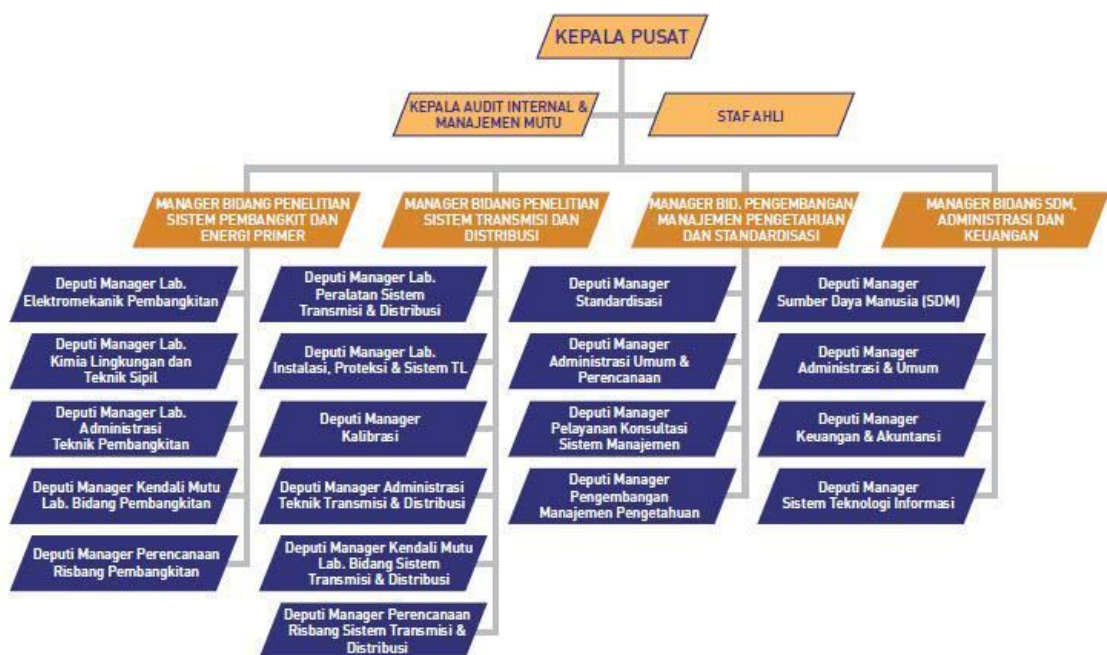 KEPALA PUSAT
KEPALA AUDIT INTERNAL &
MANAJEMEN MUTU
STAF AHLI
MANAGER BIDANG PENELITIAN
SISTEM PEMBANGKIT DAN
ENERGI PRIMER
MANAGER BIDANG PENELITIAN
SISTEM TRANSMISI DAN
DISTRIBUSI
MANAGER BID. PENGEMBANGAN
MANAJEMEN PENGETAHUAN
DAN STANDARDISASI
MANAGER BIDANG SDM,
ADMINISTRASI DAN
KEUANGAN
Deputi Manager Lab.
Elektromekanik Pembangkitan
Deputi Manager Lab.
Kimia Lingkungan dan
Teknik Sipil
Deputi Manager Lab.
Administrasi
Teknik Pembangkitan
Deputi Manager Kendali Mutu
Lab. Bidang Pembangkitan
Deputi Manager Perencanaan
Risbang Pembangkitan
Deputi Manager Lab.
Peralatan Sistem
Transmisi & Distribusi
Deputi Manager Lab.
Instalasi, Proteksi & Sistem TL
Deputi Manager
Kalibrasi
Deputi Manager Administrasi
Teknik Transmisi & Distribusi
Deputi Manager Kendali Mutu
Lab. Bidang Sistem
Transmisi & Distribusi
Deputi Manager Perencanaan
Risbang Sistem Transmisi &
Distribusi
Deputi Manager
Standardisasi
Deputi Manager
Administrasi Umum &
Perencanaan
Deputi Manager
Pelayanan Konsultasi
Sistem Manajemen
Deputi Manager
Pengembangan
Manajemen Pengetahuan
Deputi Manager
Sumber Daya Manusia (SDM)
Deputi Manager
Administrasi & Umum
Deputi Manager
Keuangan & Akuntansi
Deputi Manager
Sistem Teknologi Informasi